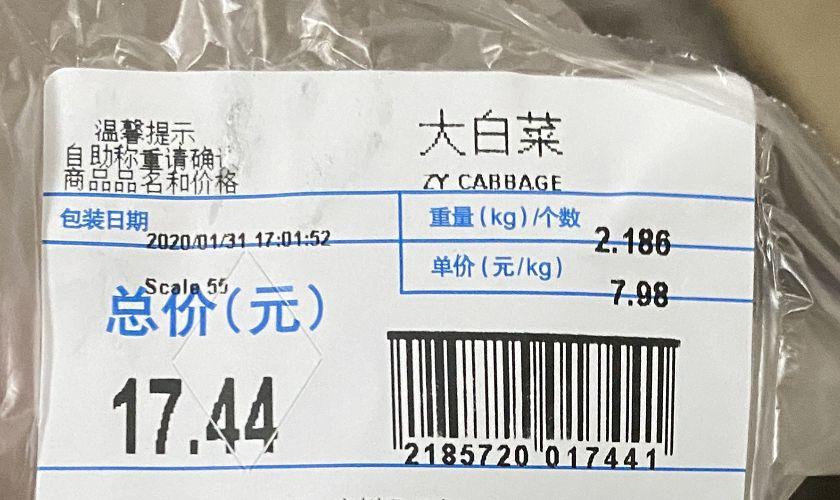 温馨提示
自助称重请确
商品品名和价格
大白菜
ZY CABBAGE
包装日期
2020/01/31 17:01:52
重量(kg)/个数
2.186
单价(元/kg)
7.98
Scale 55
总价(元)
17.44
2185720 017441